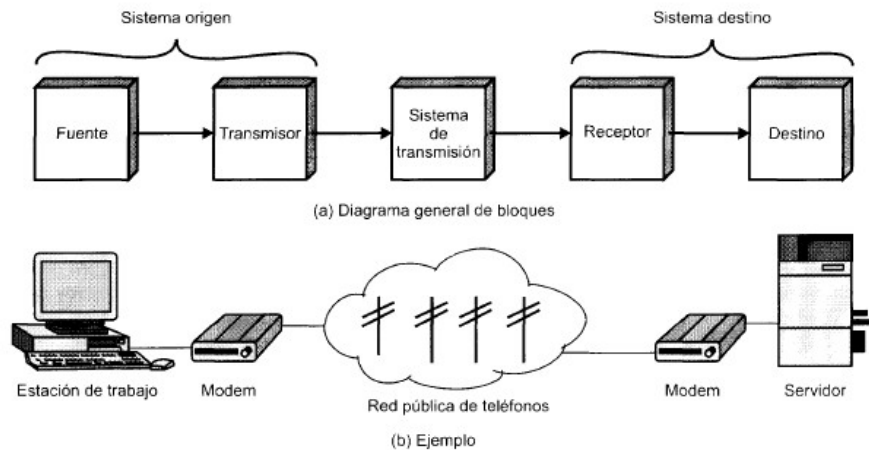 Sistema origen
Sistema destino
Fuente
Transmisor
Sistema
de
transmisión
Receptor
Destino
(a) Diagrama general de bloques
Estación de trabajo
Modem
Red pública de teléfonos
Modem
Servidor
(b) Ejemplo